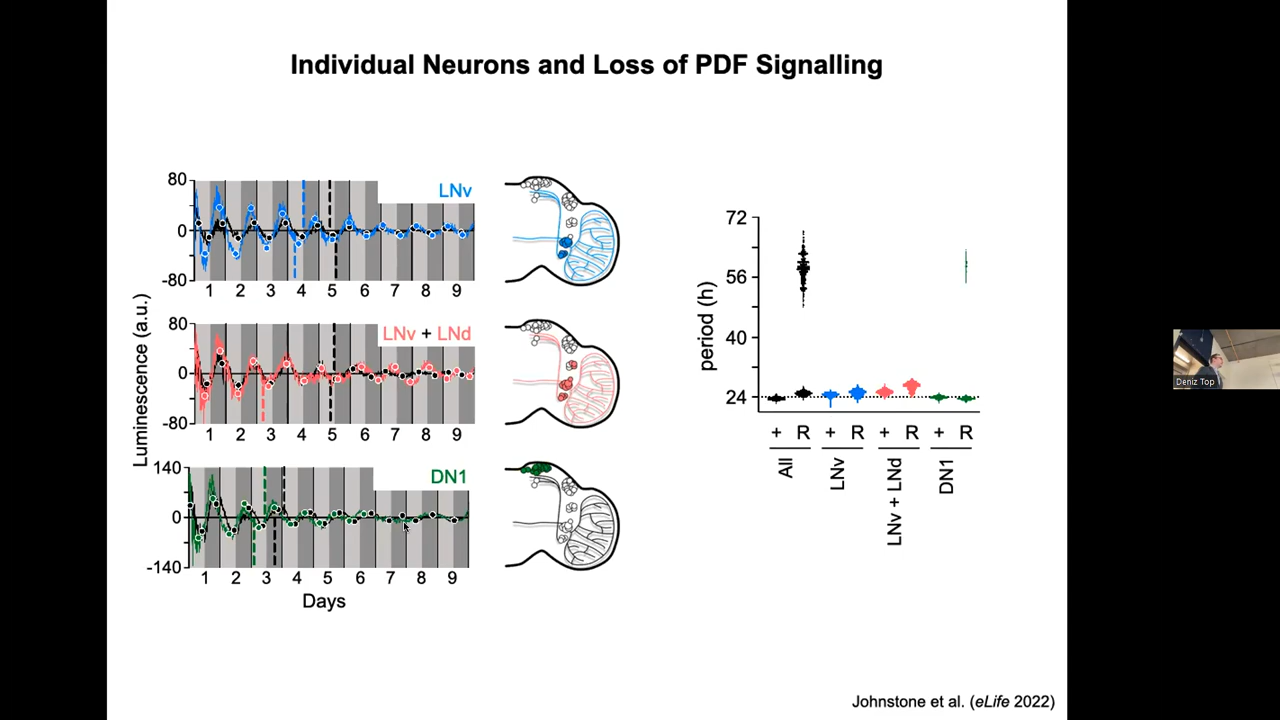 Individual Neurons and Loss of PDF Signalling
Luminescence (a.u.)
80
0
-80
LNv
1 2 3 4 5 6 7 8 9
80
0
-80
LNv + LNd
1 2 3 4 5 6 7 8 9
140
0
-140
DN1
1 2 3 4 5 6 7 8 9
Days
period (h)
72
56
40
24
+ R + R + R + R
All
LNv
LNv + LNd
DN1
Deniz Top
Johnstone et al. (eLife 2022)